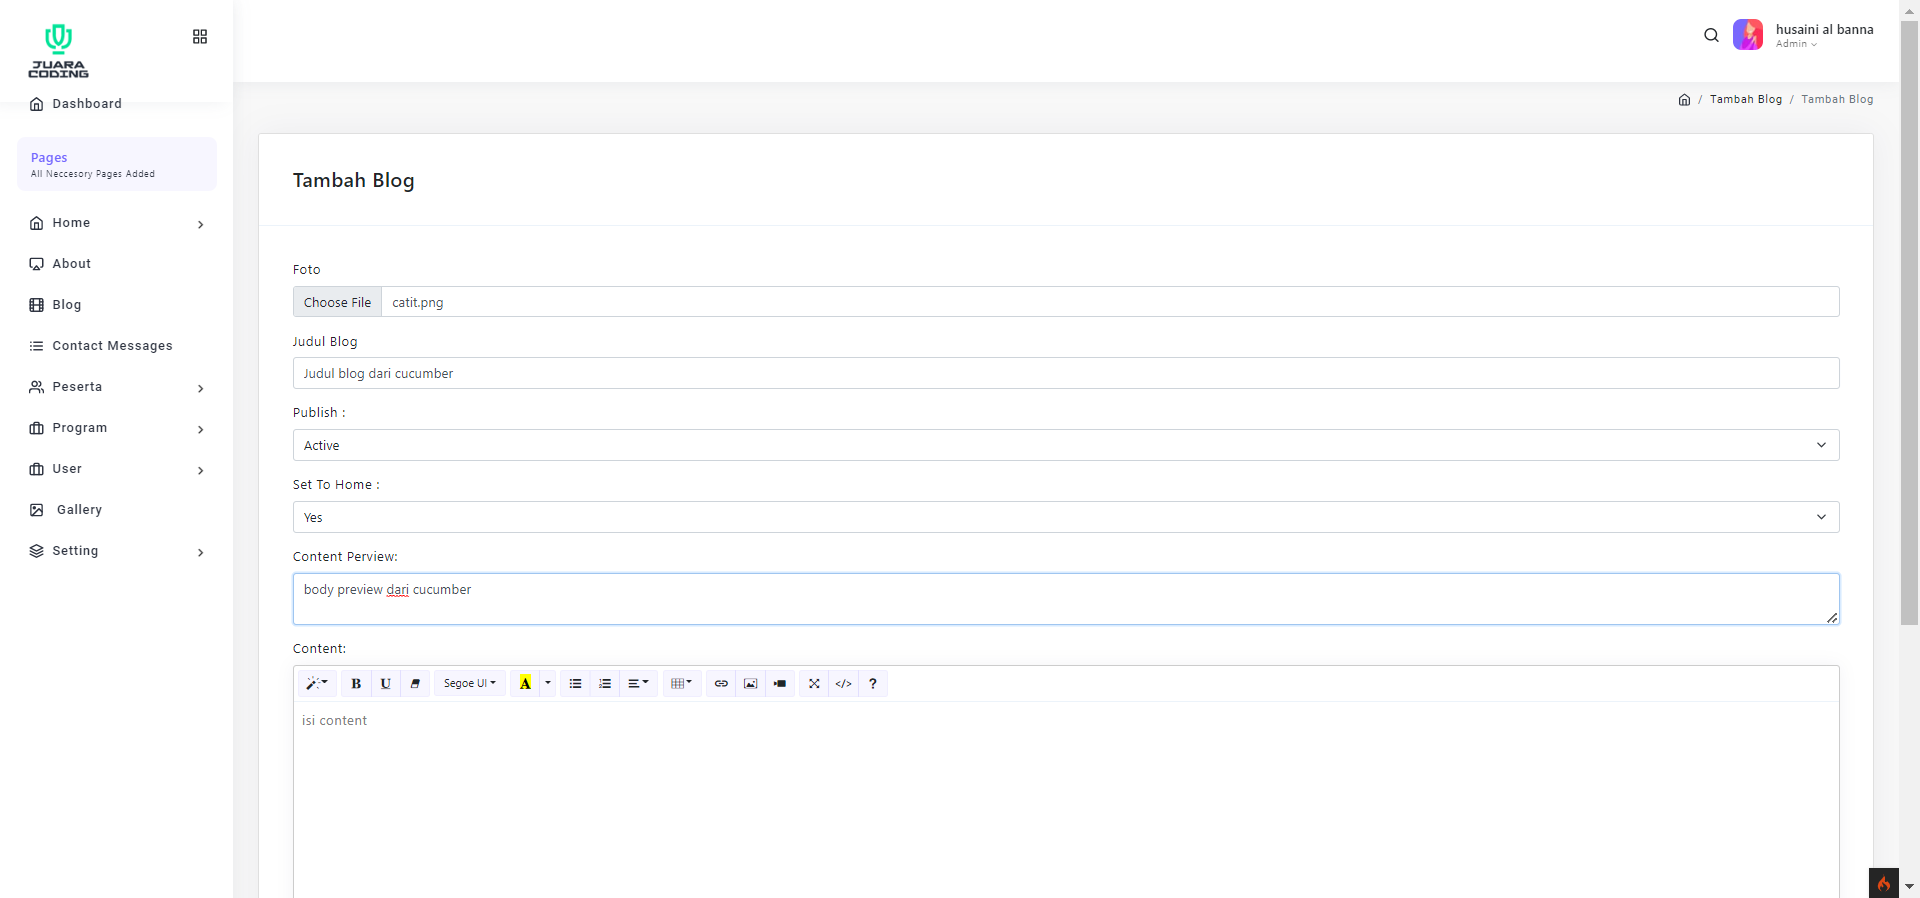 JUARA
CODING
husaini al banna
Admin
Dashboard
/ Tambah Blog / Tambah Blog
Pages
All Neccesory Pages Added
Tambah Blog
Home
About
Blog
Contact Messages
Peserta
Program
User
Gallery
Setting
Foto
Choose File catit.png
Judul Blog
Judul blog dari cucumber
Publish :
Active
Set To Home :
Yes
Content Perview:
body preview dari cucumber
Content:
B U Segoe UI A </> ?
isi content